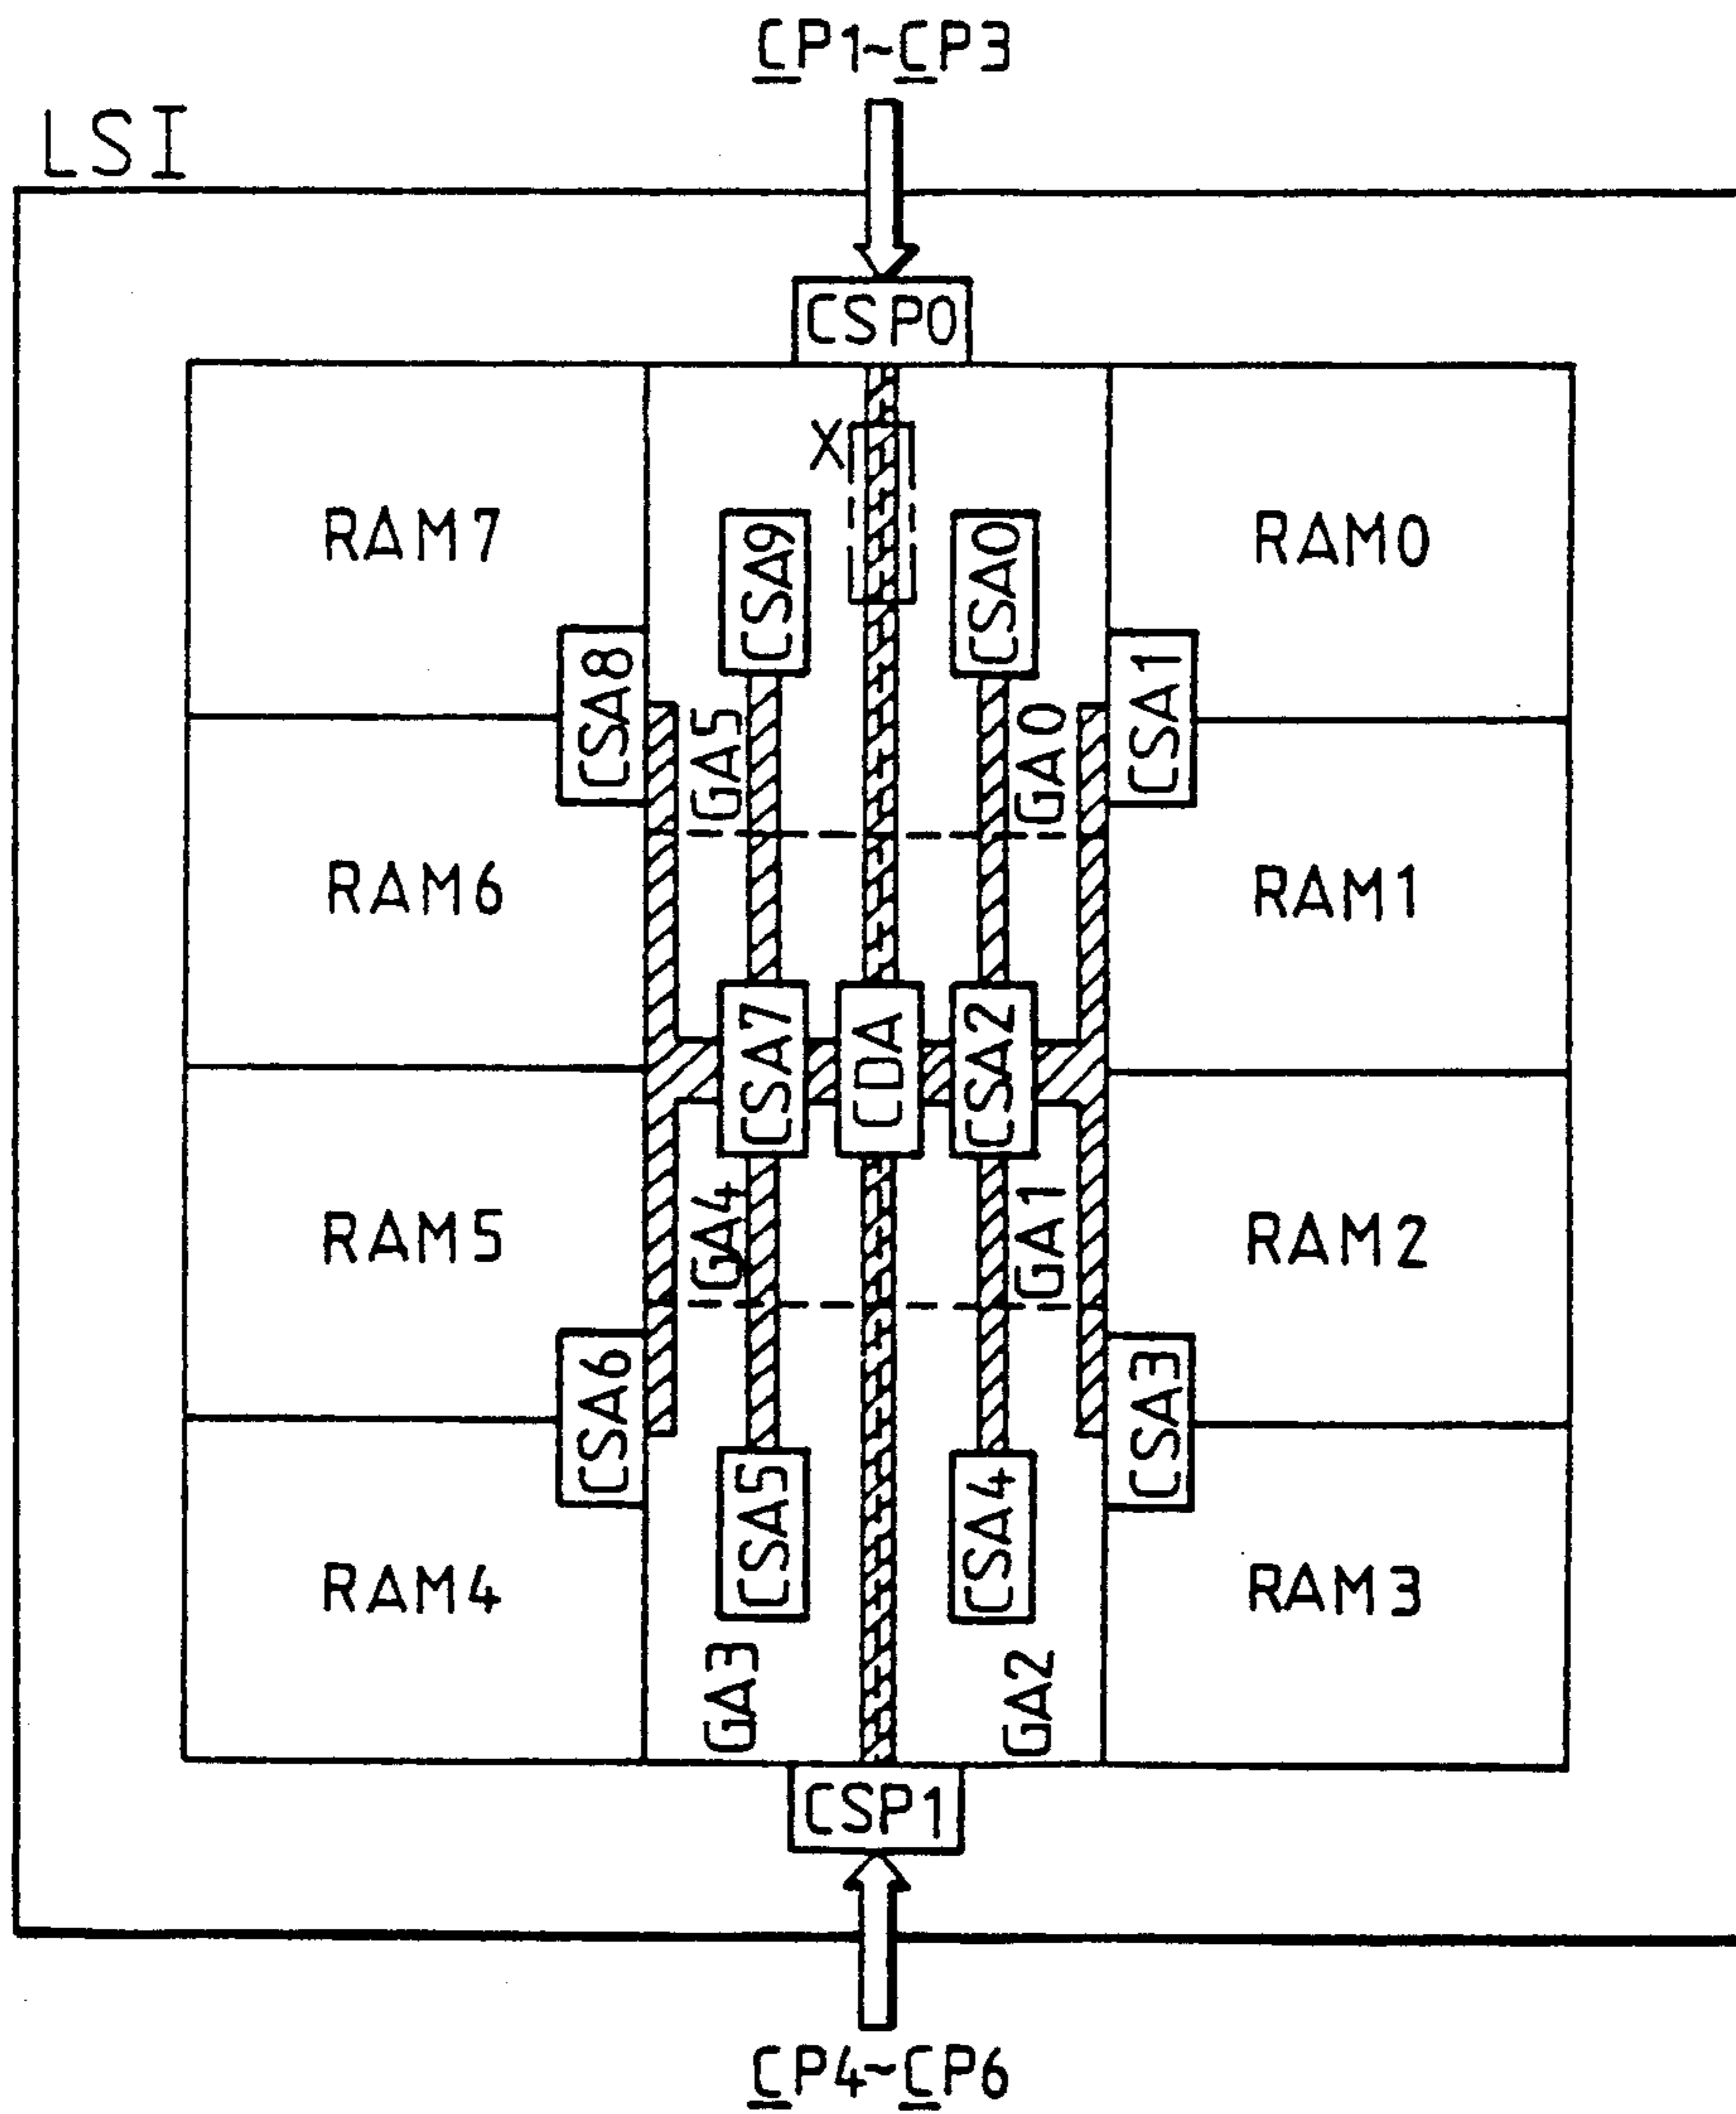 CP1~CP3
LSI
CSP0
X
RAM7
CSA9
CSA0
RAM0
CSA8
GA5
GA0
CSA1
RAM6
RAM1
CSA7
CDA
CSA2
RAM5
GA4
GA1
RAM2
CSA6
CSA5
CSA4
CSA3
RAM4
RAM3
GA3
GA2
CSP1
CP4~CP6